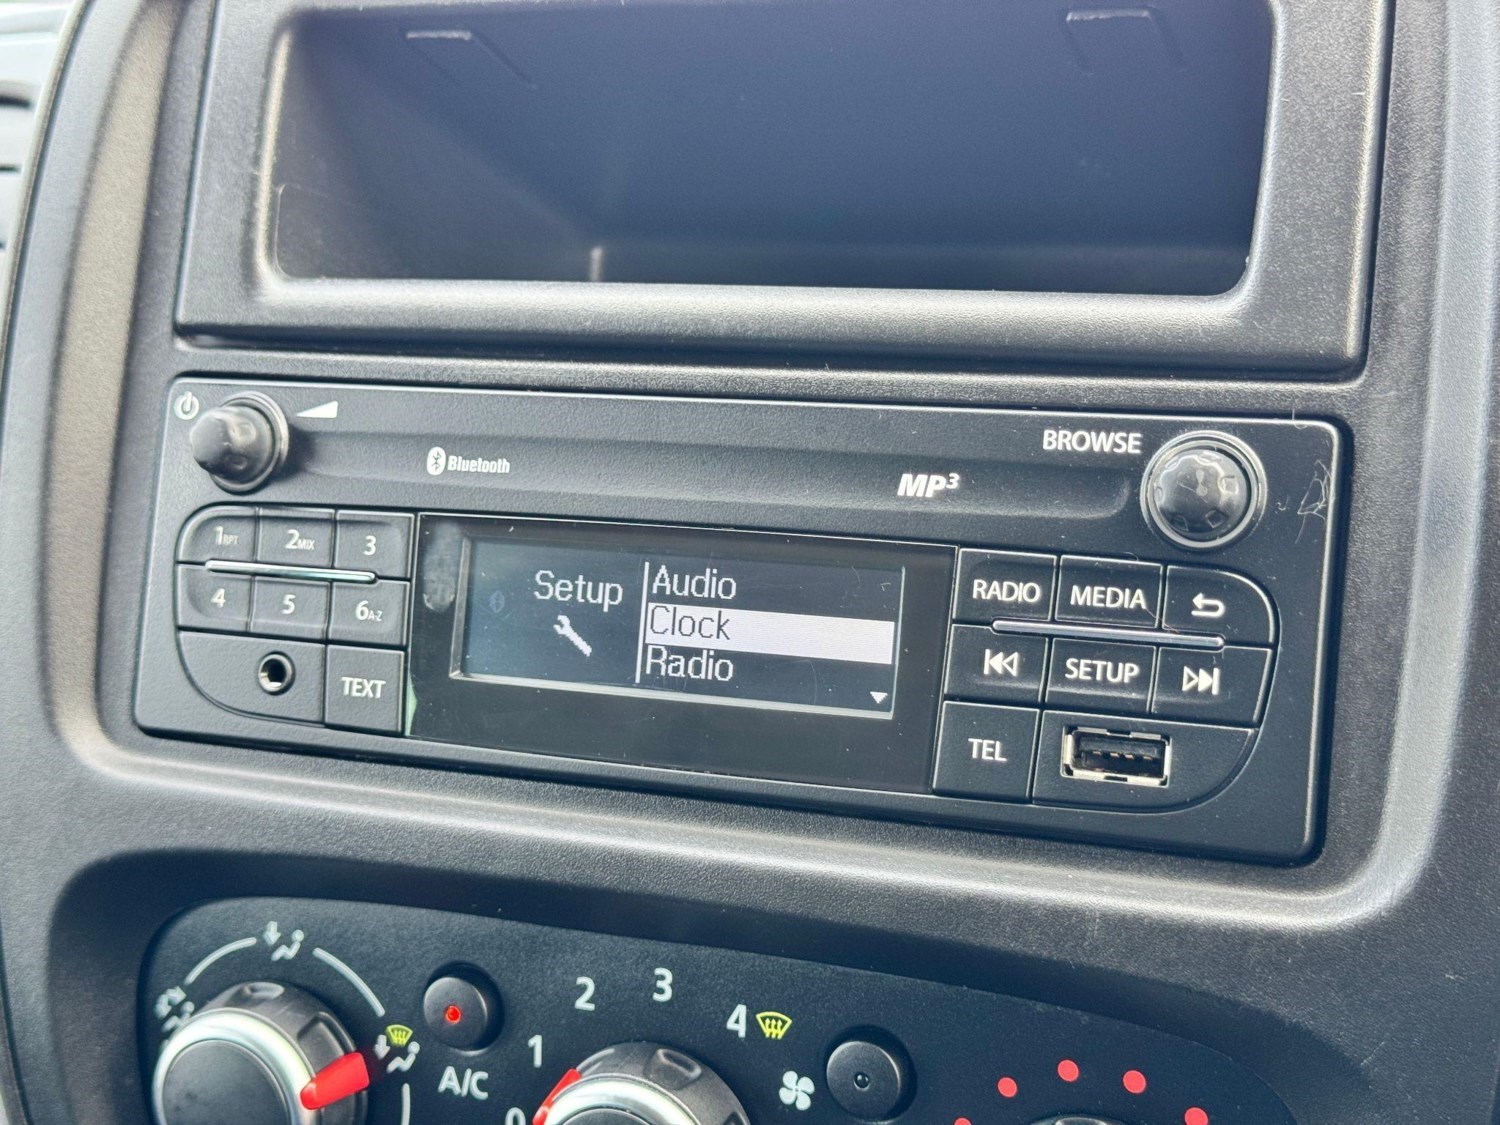 BROWSE
Bluetooth
MP3
1RPT
2MIX
3
4
5
6A-Z
TEXT
Setup
Audio
Clock
Radio
RADIO
MEDIA
SETUP
TEL
A/C
0
1
2
3
4